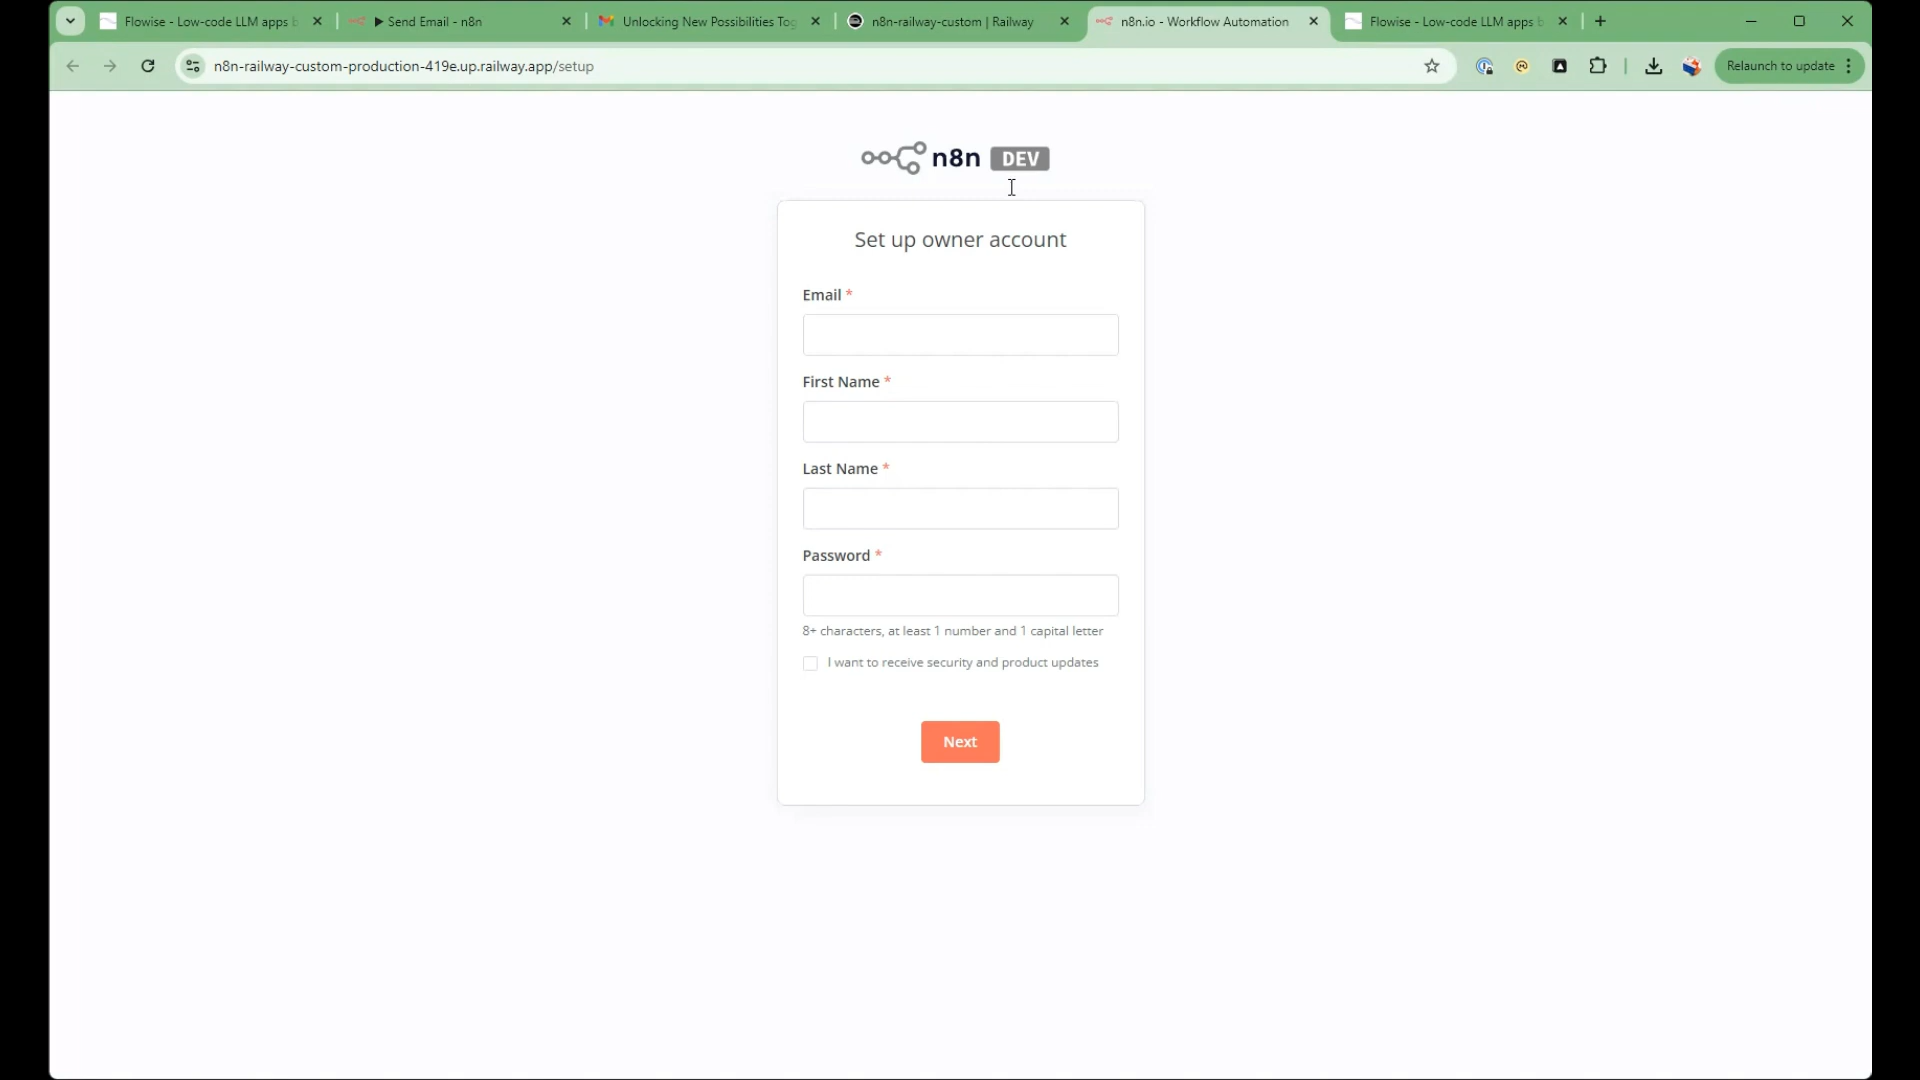 Flowise - Low-code LLM apps b
▶ Send Email - n8n
Unlocking New Possibilities Tog
n8n-railway-custom | Railway
n8n.io - Workflow Automation
Flowise - Low-code LLM apps b
n8n-railway-custom-production-419e.up.railway.app/setup
Relaunch to update
n8n DEV
Set up owner account
Email *
First Name *
Last Name *
Password *
8+ characters, at least 1 number and 1 capital letter
I want to receive security and product updates
Next